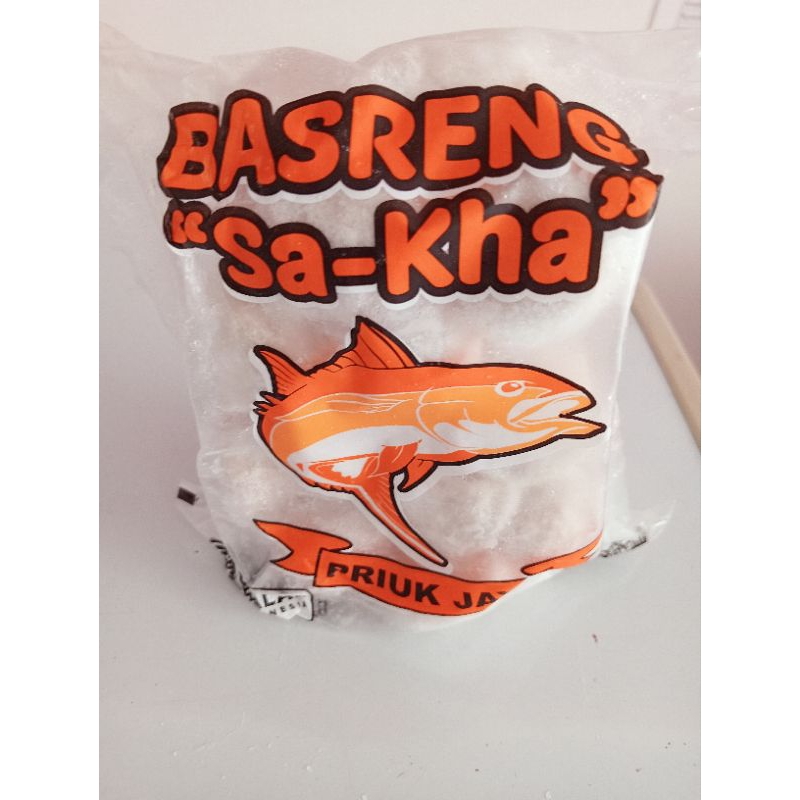 BASRENG
“Sa-Kha”
PRIUK